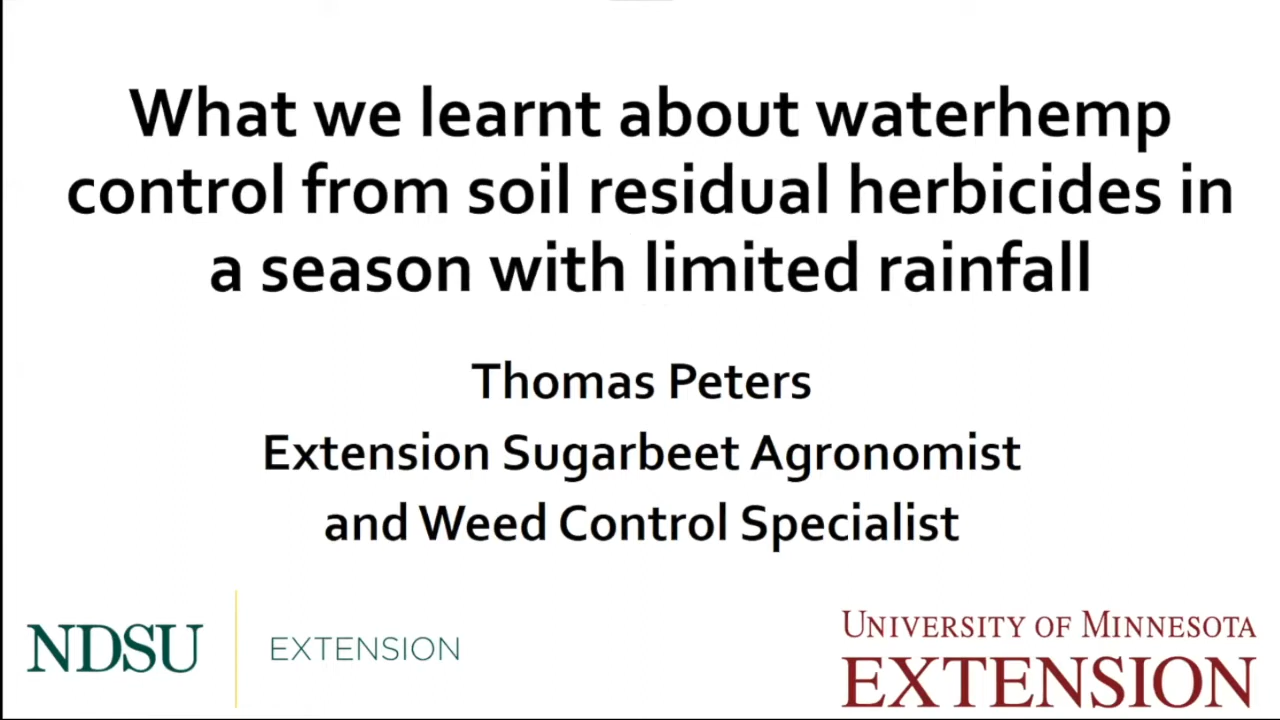 What we learnt about waterhemp
control from soil residual herbicides in
a season with limited rainfall
Thomas Peters
Extension Sugarbeet Agronomist
and Weed Control Specialist
NDSU EXTENSION
UNIVERSITY OF MINNESOTA
EXTENSION